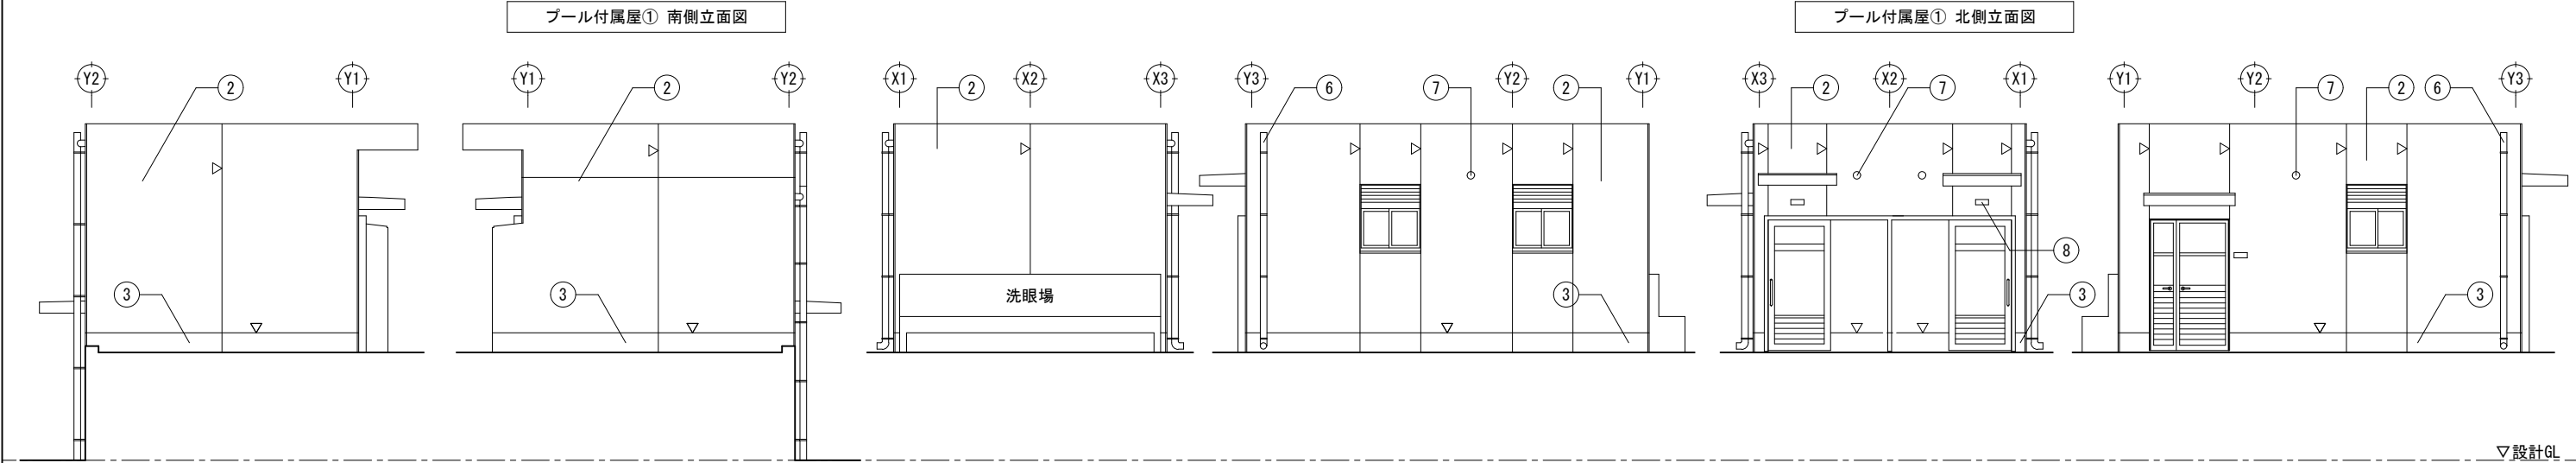 プール付属屋① 南側立面図
プール付属屋① 北側立面図
Y2 Y1 Y1 Y2 X1 X2 X3 Y3 Y2 Y1 X3 X2 X1 Y1 Y2 Y3
2 2 2 6 7 2 2 7 7 2 6
8
3 3 洗眼場 3 3 3
▽設計GL